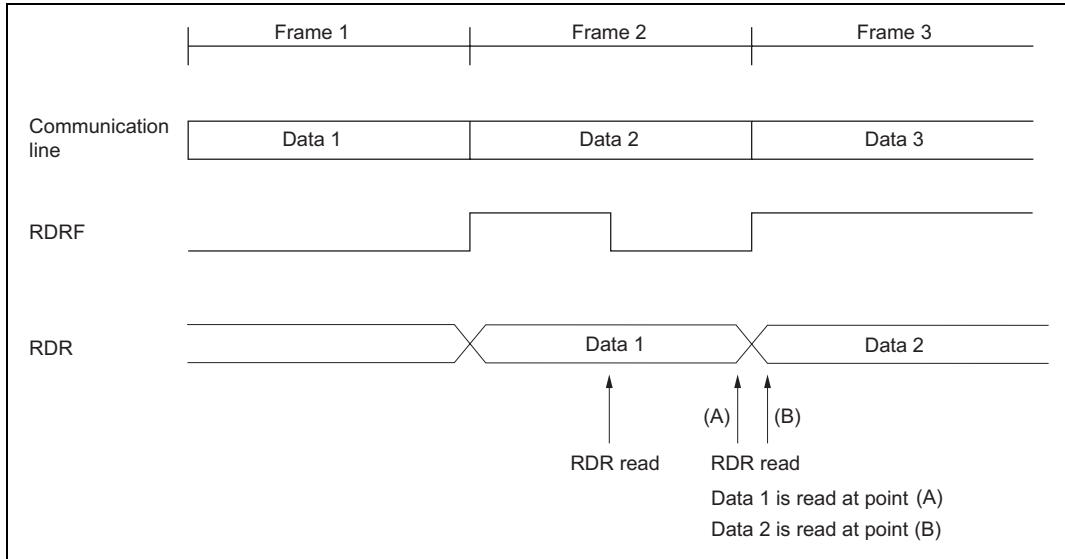 Frame 1 Frame 2 Frame 3
Communication
line
Data 1 Data 2 Data 3
RDRF
RDR
Data 1 Data 2
(A) (B)
RDR read RDR read
Data 1 is read at point (A)
Data 2 is read at point (B)